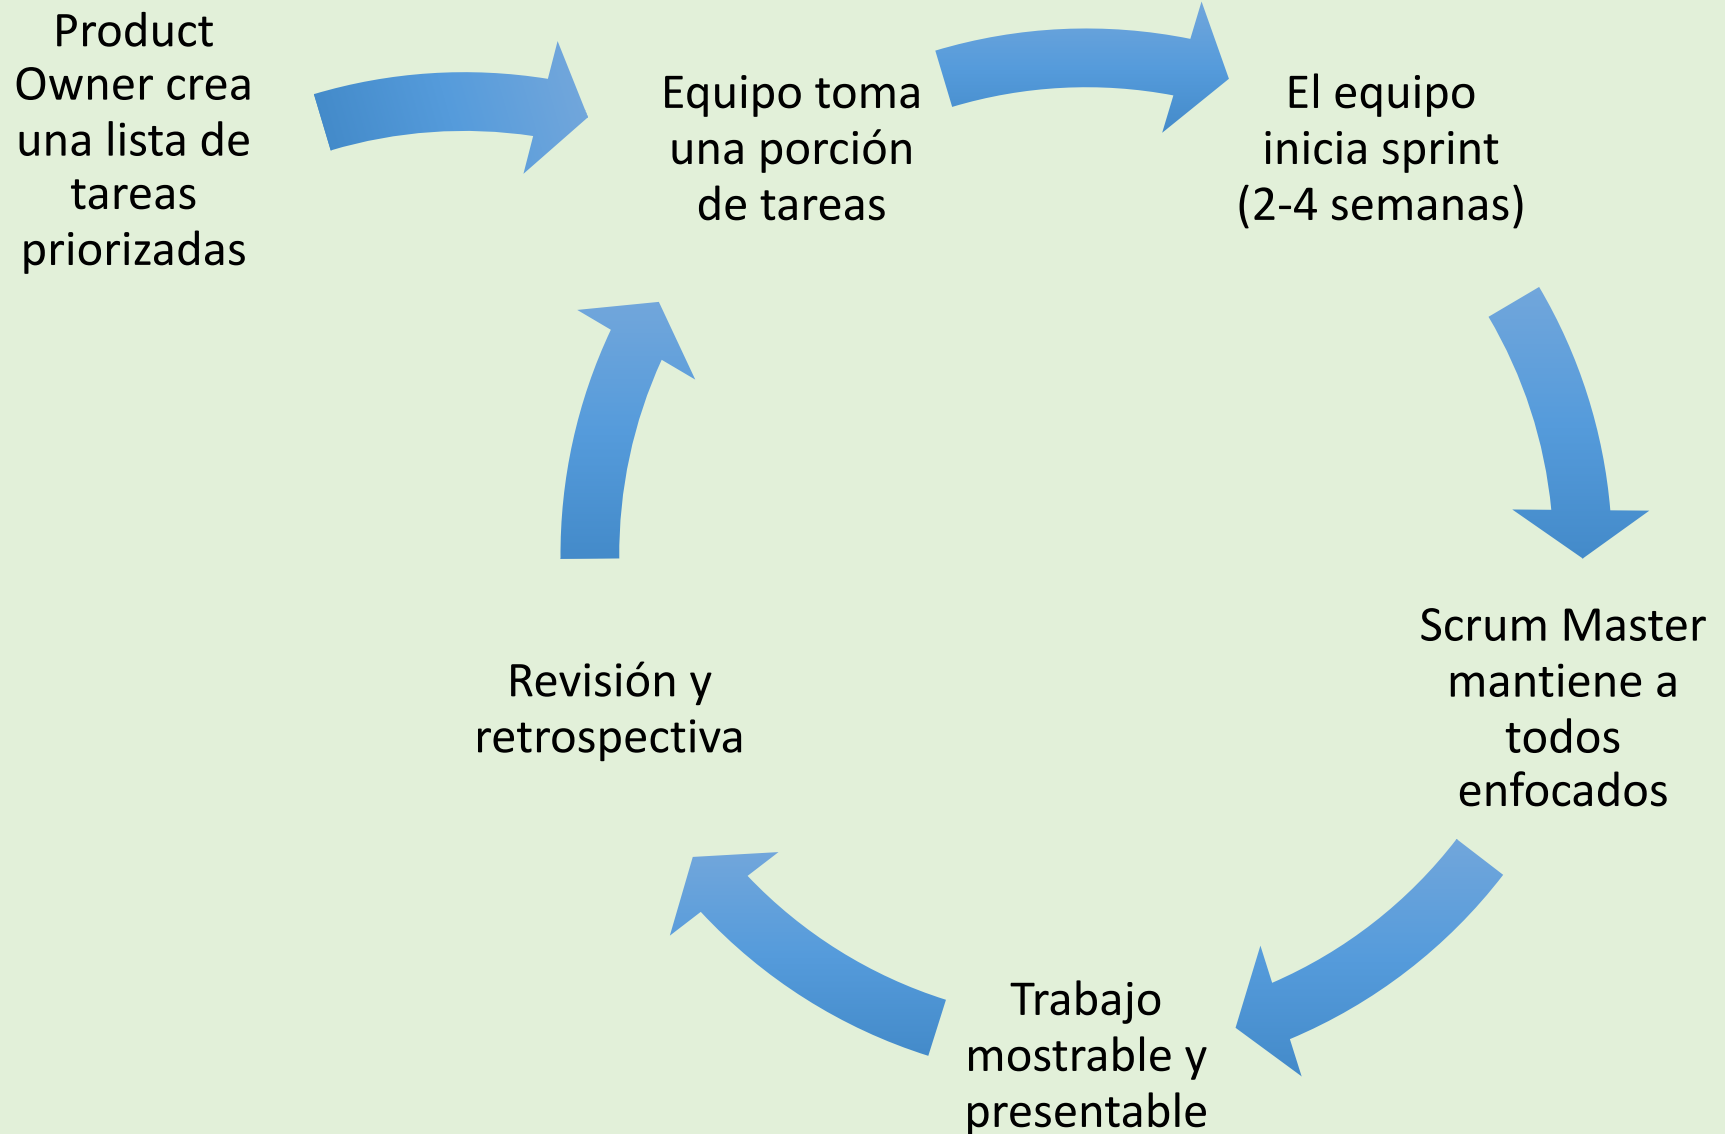 Product
Owner crea
una lista de
tareas
priorizadas
Equipo toma
una porción
de tareas
El equipo
inicia sprint
(2-4 semanas)
Scrum Master
mantiene a
todos
enfocados
Trabajo
mostrable y
presentable
Revisión y
retrospectiva